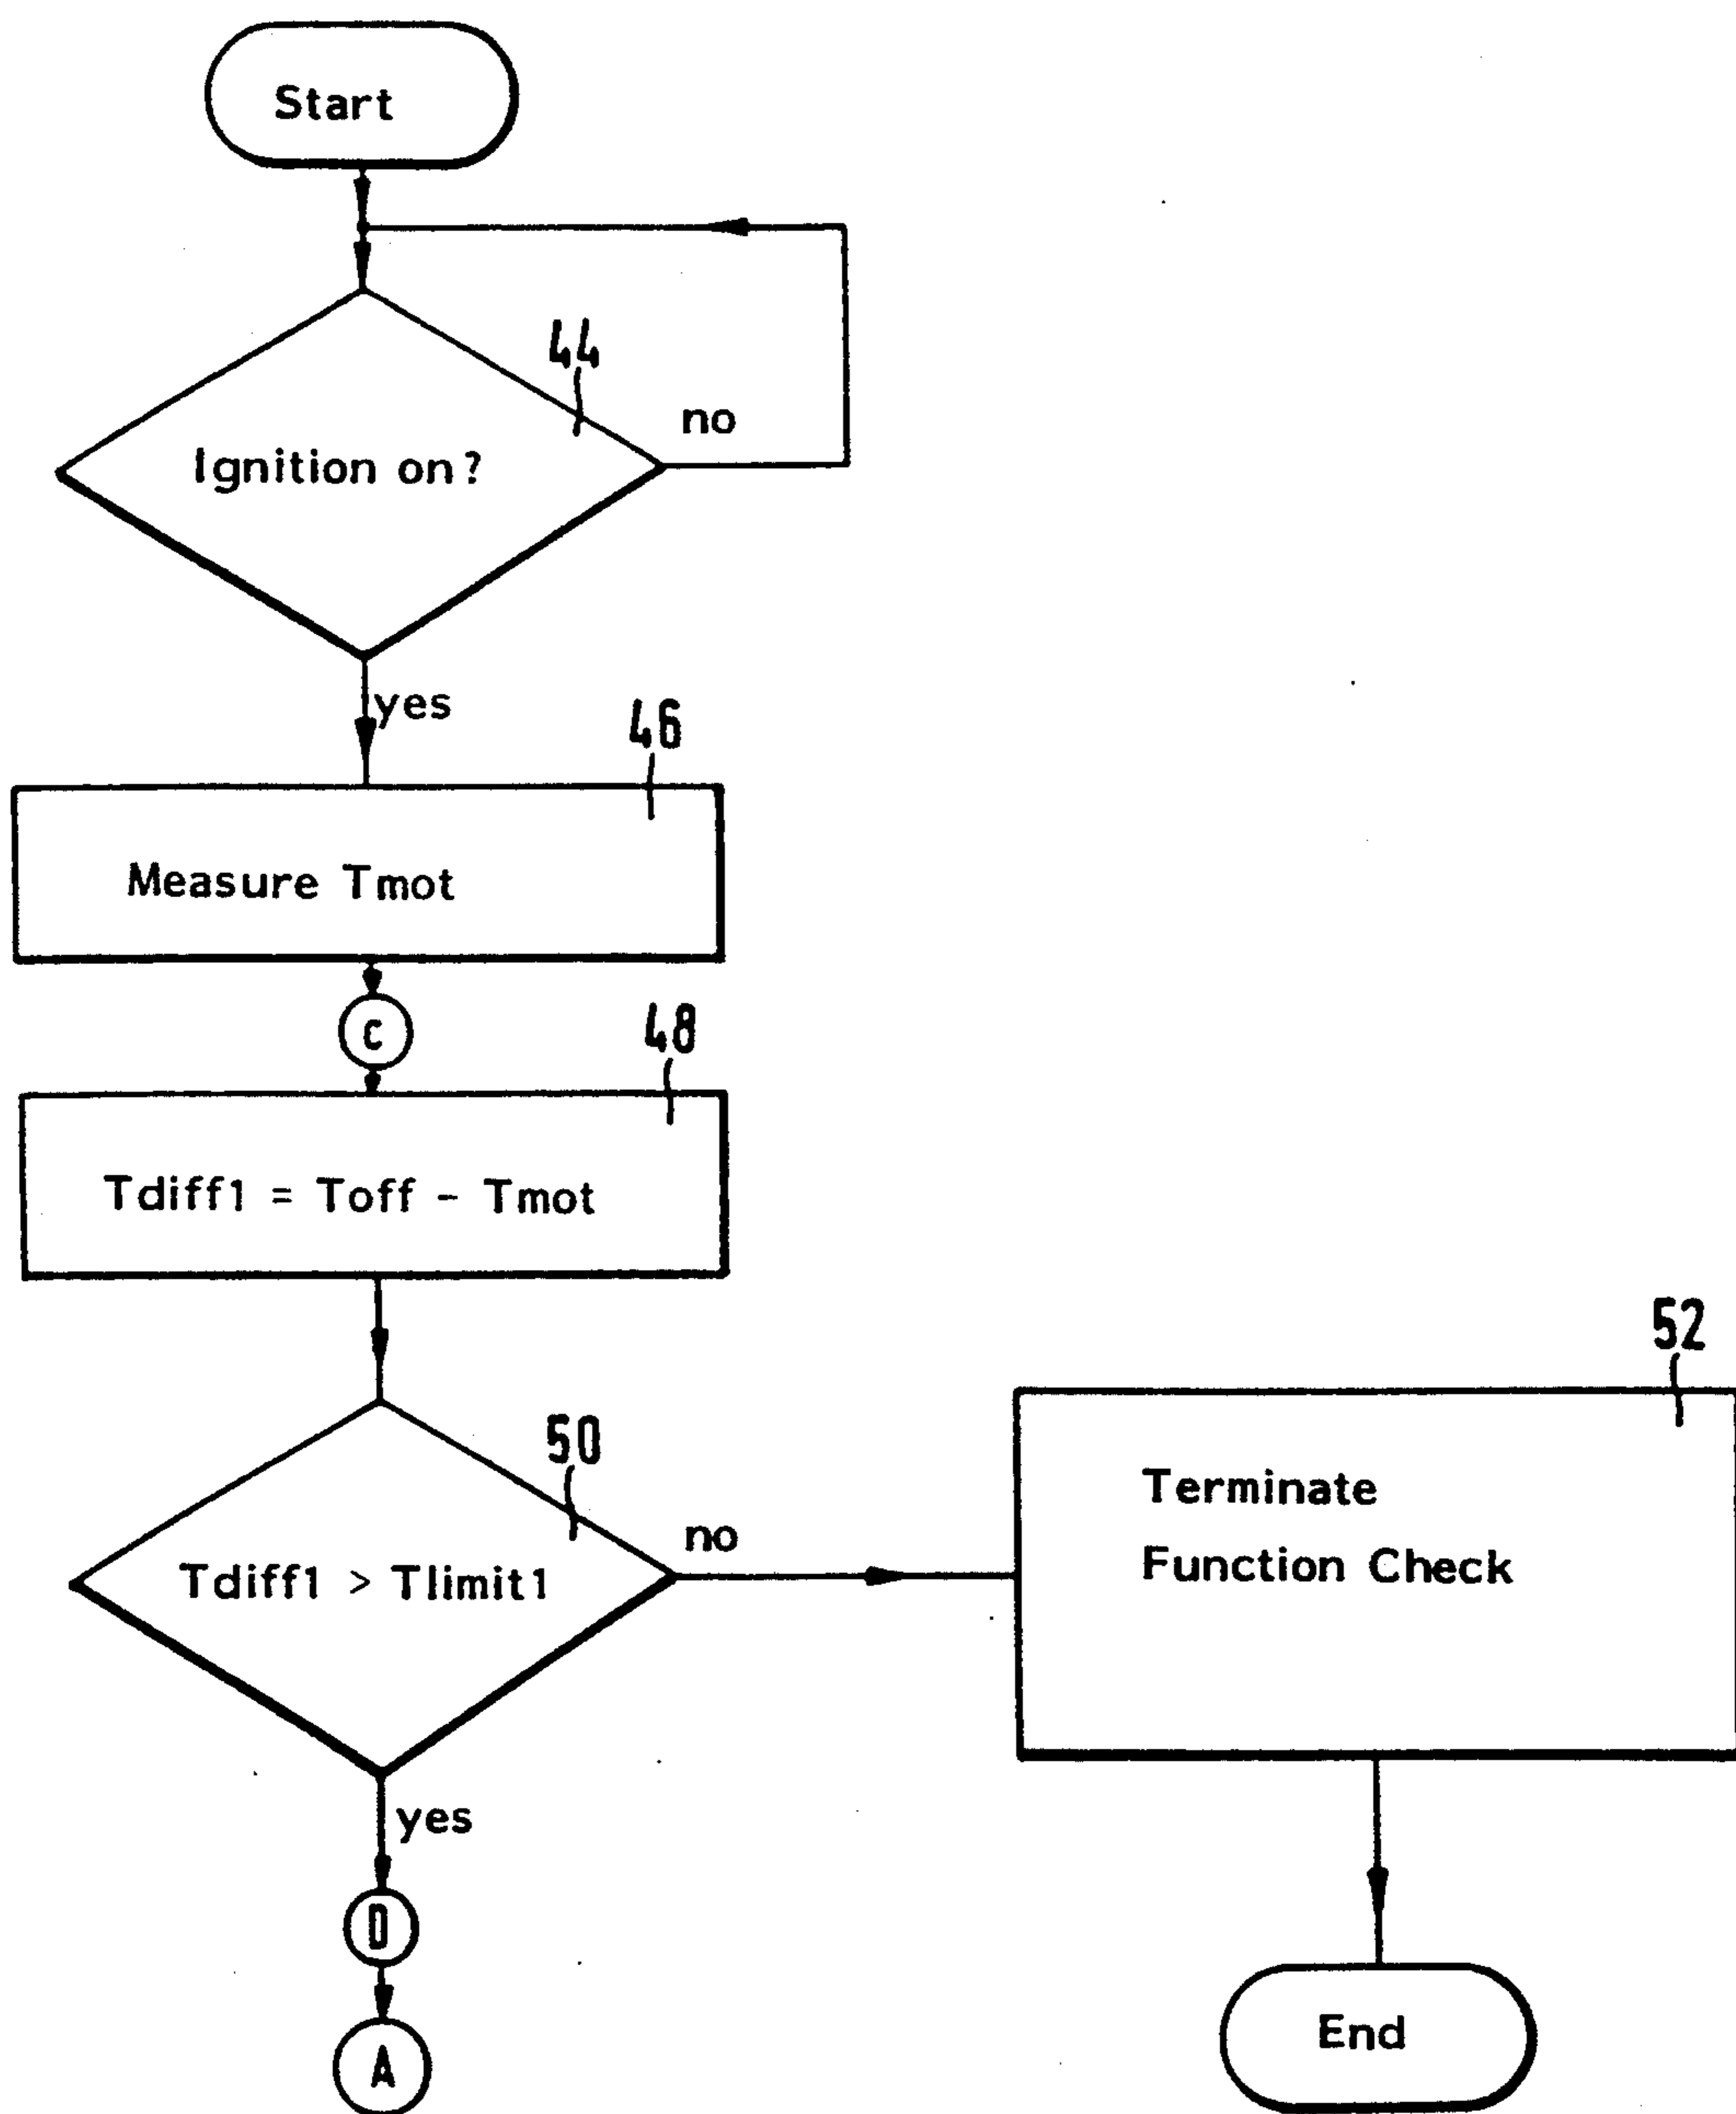 Start
44
no
Ignition on?
yes
46
Measure Tmot
C
48
Tdiff1 = Toff - Tmot
52
50
Terminate
no
Function Check
Tdiff1 > Tlimit1
yes
D
End
A